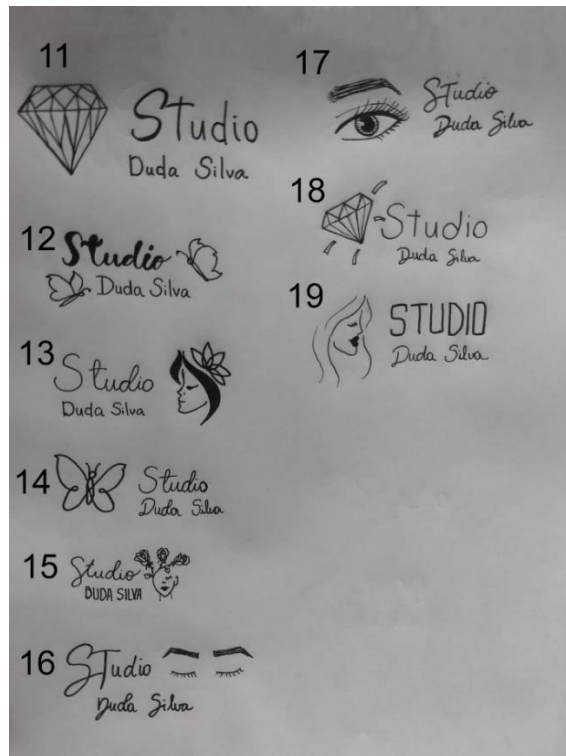 11
Studio
Duda Silva
12
Studio
Duda Silva
13
Studio
Duda Silva
14
Studio
Duda Silva
15
Studio
DUDA SILVA
16
STudio
Duda Silva
17
STudio
Duda Silva
18
Studio
Duda Silva
19
STUDIO
Duda Silva